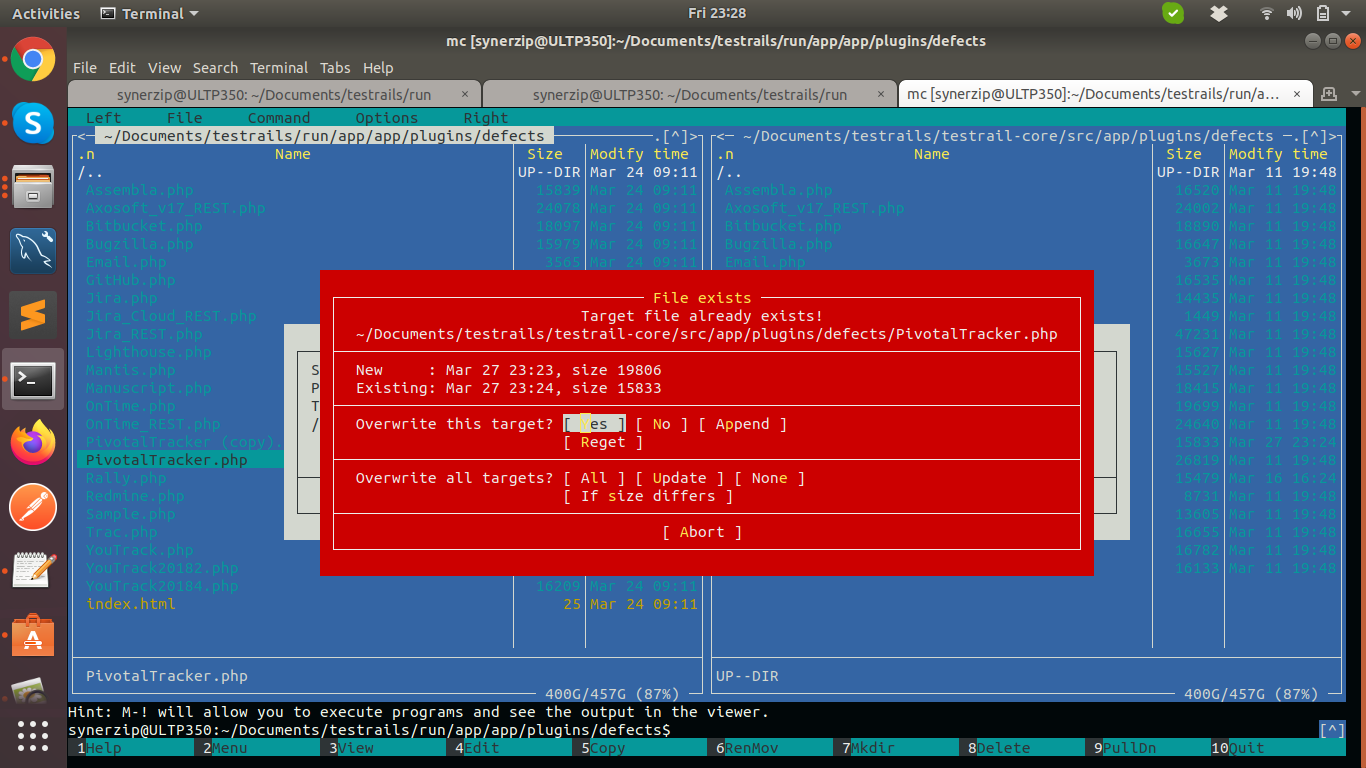 Activities Terminal Fri 23:28
mc [synerzip@ULTP350]:~/Documents/testrails/run/app/app/plugins/defects
File Edit View Search Terminal Tabs Help
synerzip@ULTP350: ~/Documents/testrails/run × synerzip@ULTP350: ~/Documents/testrails/run × mc [synerzip@ULTP350]:~/Documents/testrails/run/a... ×
Left File Command Options Right
<─ ~/Documents/testrails/run/app/app/plugins/defects .[^]> <─ ~/Documents/testrails/testrail-core/src/app/plugins/defects ─.[^]>
.n Name Size Modify time .n Name Size Modify time
/.. UP--DIR Mar 24 09:11 /.. UP--DIR Mar 11 19:48
Assembla.php 15839 Mar 24 09:11 Assembla.php 16520 Mar 11 19:48
Axosoft_v17_REST.php 24078 Mar 24 09:11 Axosoft_v17_REST.php 24002 Mar 11 19:48
Bitbucket.php 18097 Mar 24 09:11 Bitbucket.php 18890 Mar 11 19:48
Bugzilla.php 15979 Mar 24 09:11 Bugzilla.php 16647 Mar 11 19:48
Email.php 3565 Mar 24 09:11 Email.php 3673 Mar 11 19:48
GitHub.php 16535 Mar 11 19:48
Jira.php File exists 14435 Mar 11 19:48
Jira_Cloud_REST.php Target file already exists! 1449 Mar 11 19:48
Jira_REST.php ~/Documents/testrails/testrail-core/src/app/plugins/defects/PivotalTracker.php 47231 Mar 11 19:48
Lighthouse.php 15627 Mar 11 19:48
Mantis.php S New : Mar 27 23:23, size 19806 15527 Mar 11 19:48
Manuscript.php P Existing: Mar 27 23:24, size 15833 18415 Mar 11 19:48
OnTime.php T 19699 Mar 11 19:48
OnTime_REST.php / Overwrite this target? [ Yes ] [ No ] [ Append ] 24640 Mar 11 19:48
PivotalTracker (copy). [ Reget ] 15833 Mar 27 23:24
PivotalTracker.php 26819 Mar 11 19:48
Rally.php Overwrite all targets? [ All ] [ Update ] [ None ] 15479 Mar 16 16:24
Redmine.php [ If size differs ] 8731 Mar 11 19:48
Sample.php 13605 Mar 11 19:48
Trac.php [ Abort ] 16655 Mar 11 19:48
YouTrack.php 16782 Mar 11 19:48
YouTrack20182.php 16133 Mar 11 19:48
YouTrack20184.php 16209 Mar 24 09:11
index.html 25 Mar 24 09:11
PivotalTracker.php UP--DIR
400G/457G (87%) 400G/457G (87%)
Hint: M-! will allow you to execute programs and see the output in the viewer.
synerzip@ULTP350:~/Documents/testrails/run/app/app/plugins/defects$ [^]
1Help 2Menu 3View 4Edit 5Copy 6RenMov 7Mkdir 8Delete 9PullDn 10Quit